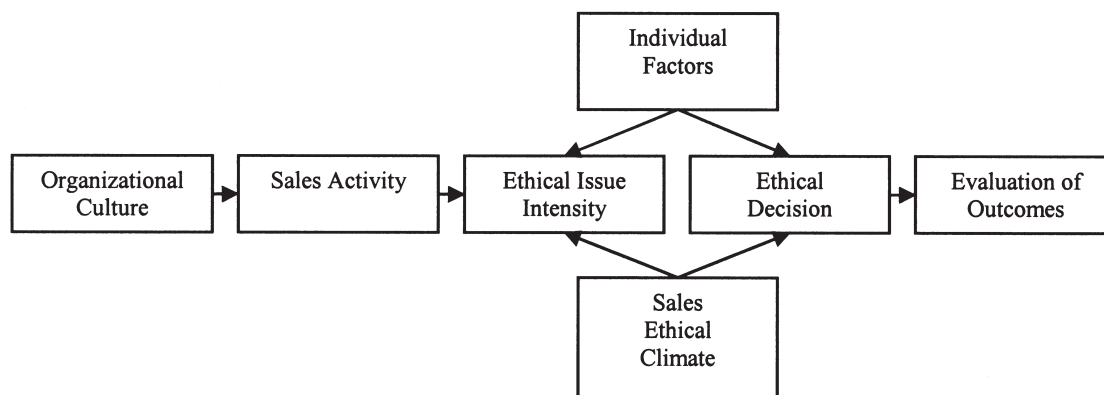 Individual
Factors
Organizational
Culture
Sales Activity
Ethical Issue
Intensity
Ethical
Decision
Evaluation of
Outcomes
Sales
Ethical
Climate